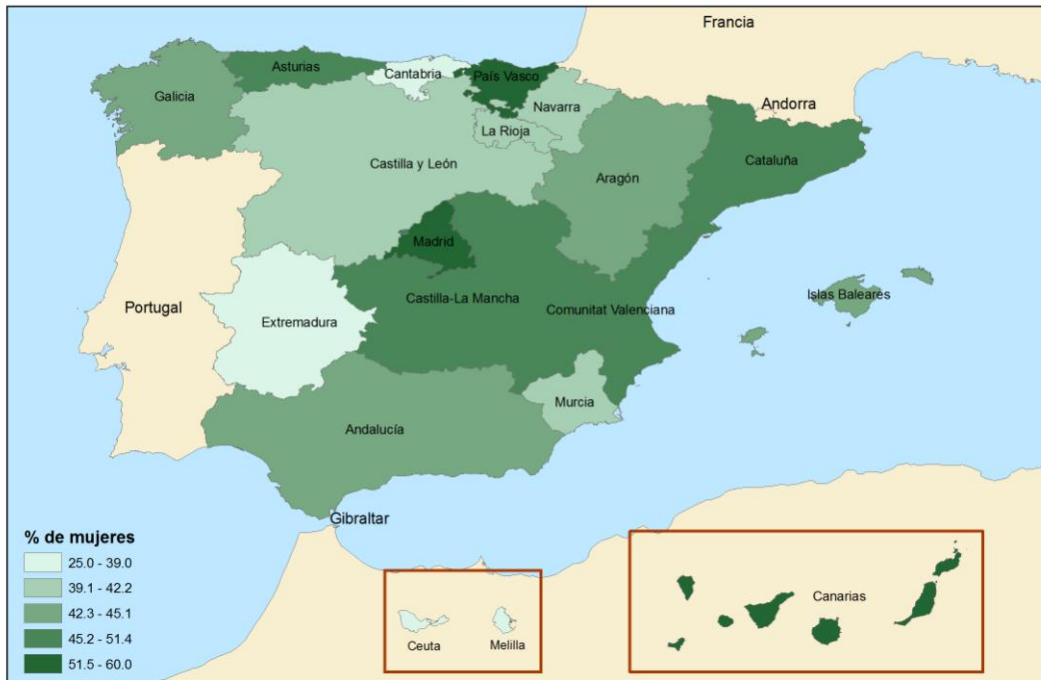 Francia
Asturias
Cantabria
País Vasco
Galicia
Navarra
Andorra
La Rioja
Castilla y León
Cataluña
Aragón
Madrid
Portugal
Castilla-La Mancha
Comunitat Valenciana
Islas Baleares
Extremadura
Murcia
Andalucía
Gibraltar
% de mujeres
25.0 - 39.0
39.1 - 42.2
42.3 - 45.1
45.2 - 51.4
51.5 - 60.0
Ceuta
Melilla
Canarias